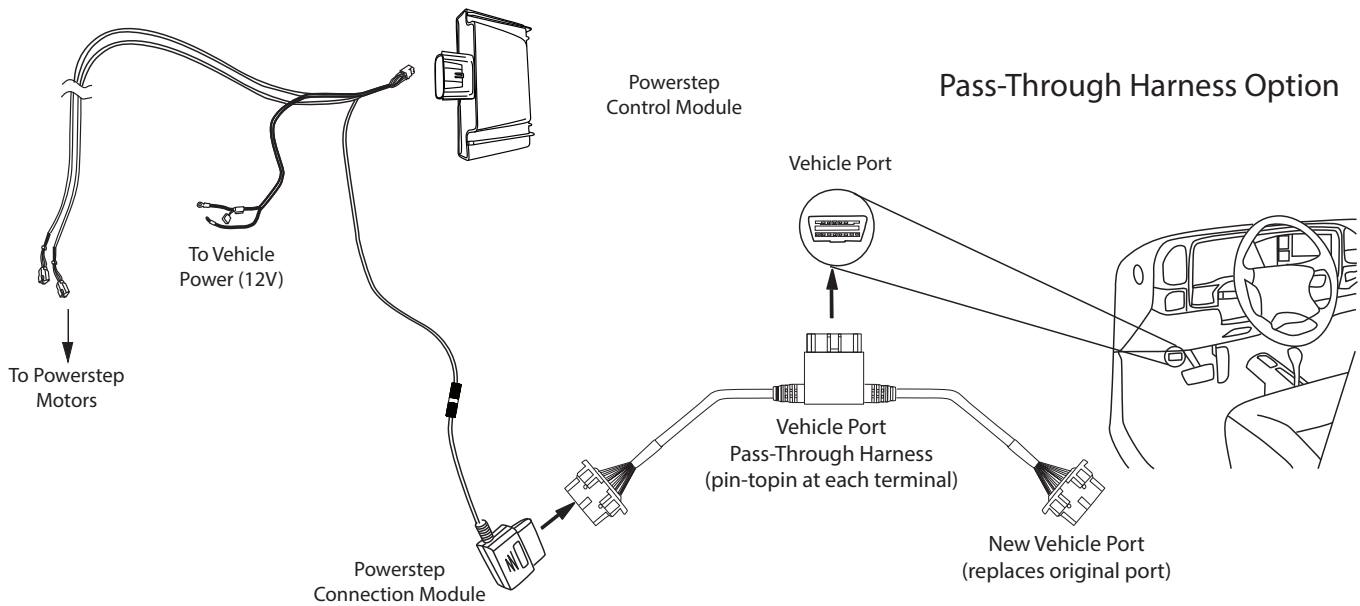 Pass-Through Harness Option
Powerstep
Control Module
Vehicle Port
To Vehicle
Power (12V)
To Powerstep
Motors
Vehicle Port
Pass-Through Harness
(pin-topin at each terminal)
New Vehicle Port
(replaces original port)
Powerstep
Connection Module